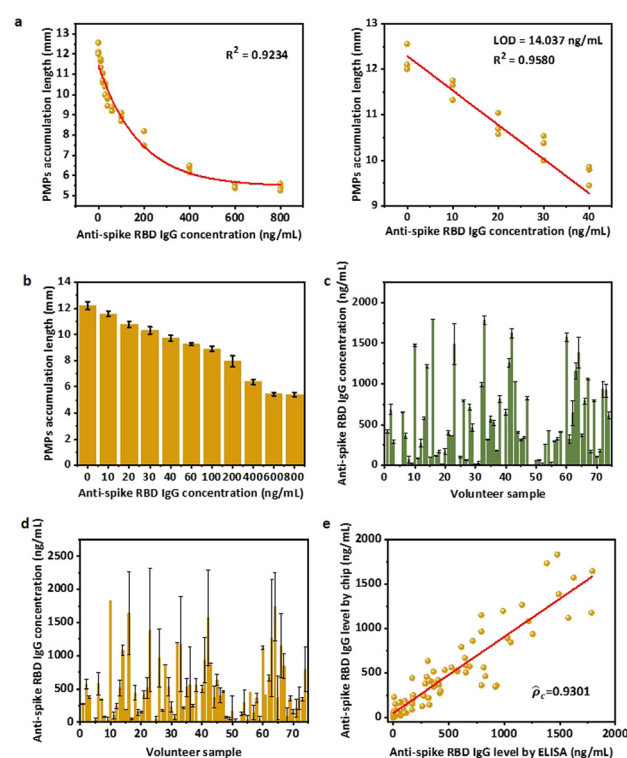 a
PMPs accumulation length (mm)
13
12
11
10
9
8
7
6
5
R2 = 0.9234
0 200 400 600 800
Anti-spike RBD IgG concentration (ng/mL)
PMPs accumulation length (mm)
13
12
11
10
9
LOD = 14.037 ng/mL
R2 = 0.9580
0 10 20 30 40
Anti-spike RBD IgG concentration (ng/mL)
b
PMPs accumulation length (mm)
14
12
10
8
6
4
2
0
0 10 20 30 40 60 100 200 400 600 800
Anti-spike RBD IgG concentration (ng/mL)
c
Anti-spike RBD IgG concentration (ng/mL)
2000
1500
1000
500
0
0 10 20 30 40 50 60 70
Volunteer sample
d
Anti-spike RBD IgG concentration (ng/mL)
2500
2000
1500
1000
500
0
0 10 20 30 40 50 60 70
Volunteer sample
e
Anti-spike RBD IgG level by chip (ng/mL)
2000
1500
1000
500
0
ρ̂c=0.9301
0 500 1000 1500 2000
Anti-spike RBD IgG level by ELISA (ng/mL)